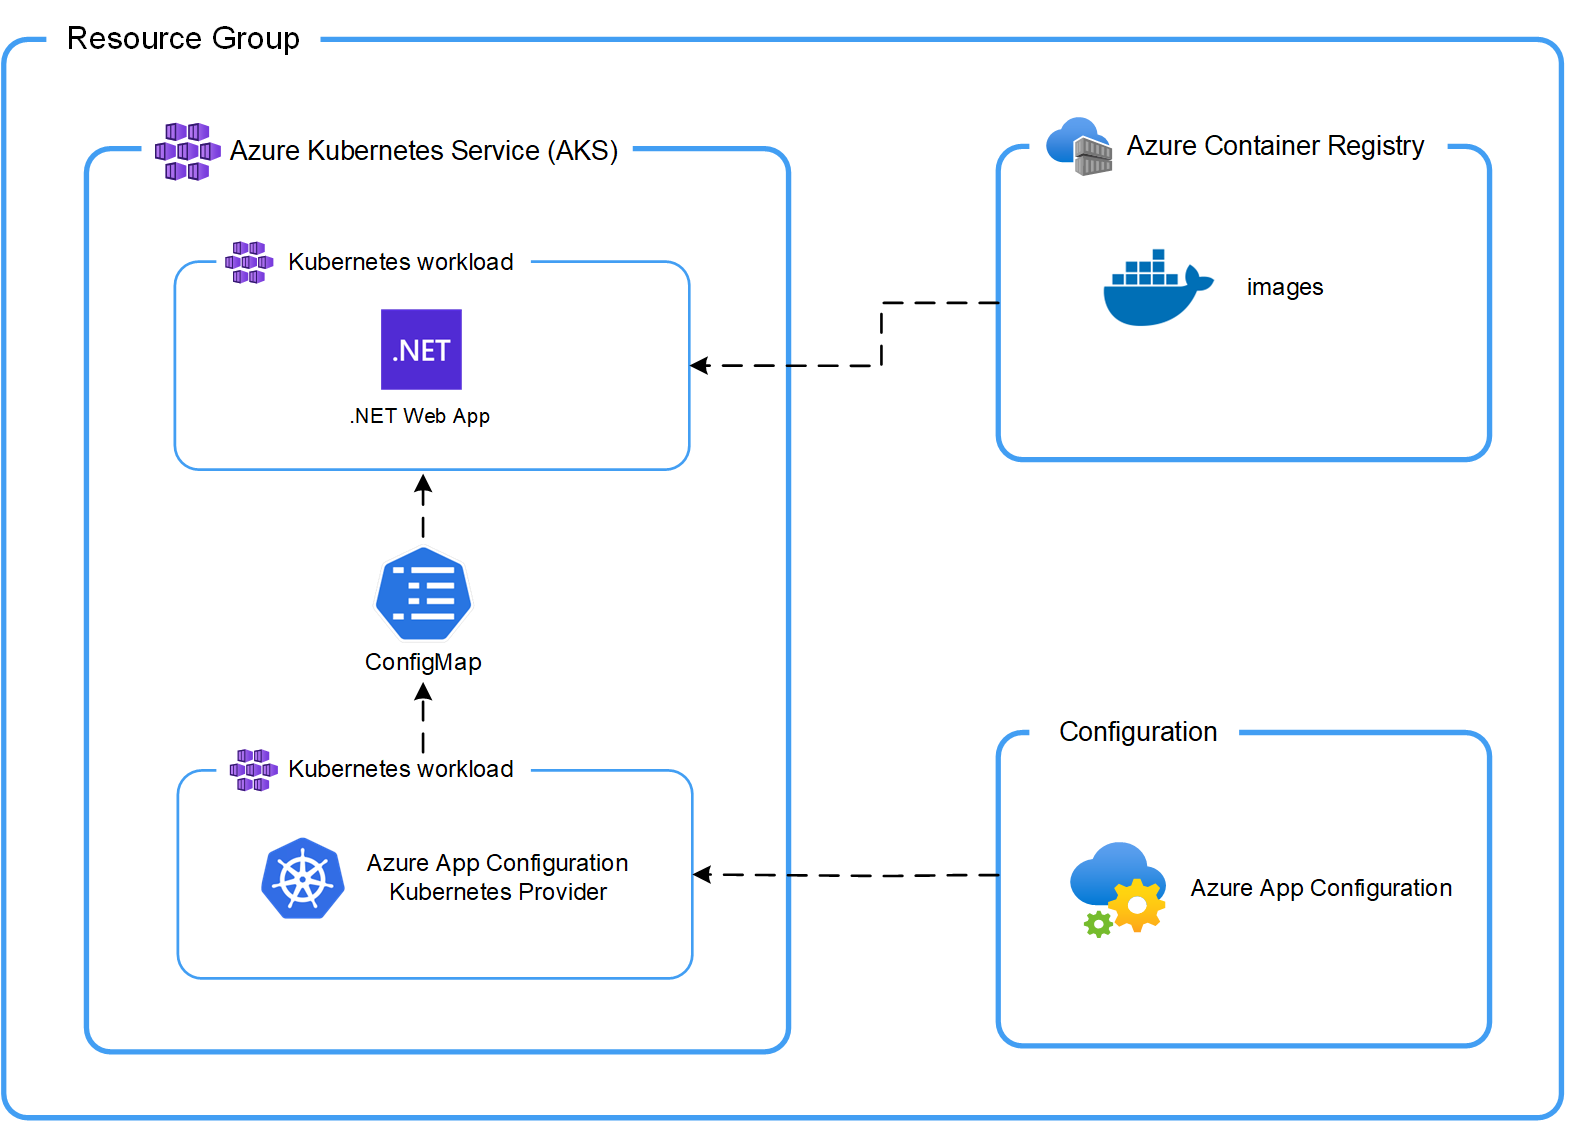 Resource Group
Azure Kubernetes Service (AKS)
Kubernetes workload
.NET
.NET Web App
ConfigMap
Kubernetes workload
Azure App Configuration
Kubernetes Provider
Azure Container Registry
images
Configuration
Azure App Configuration